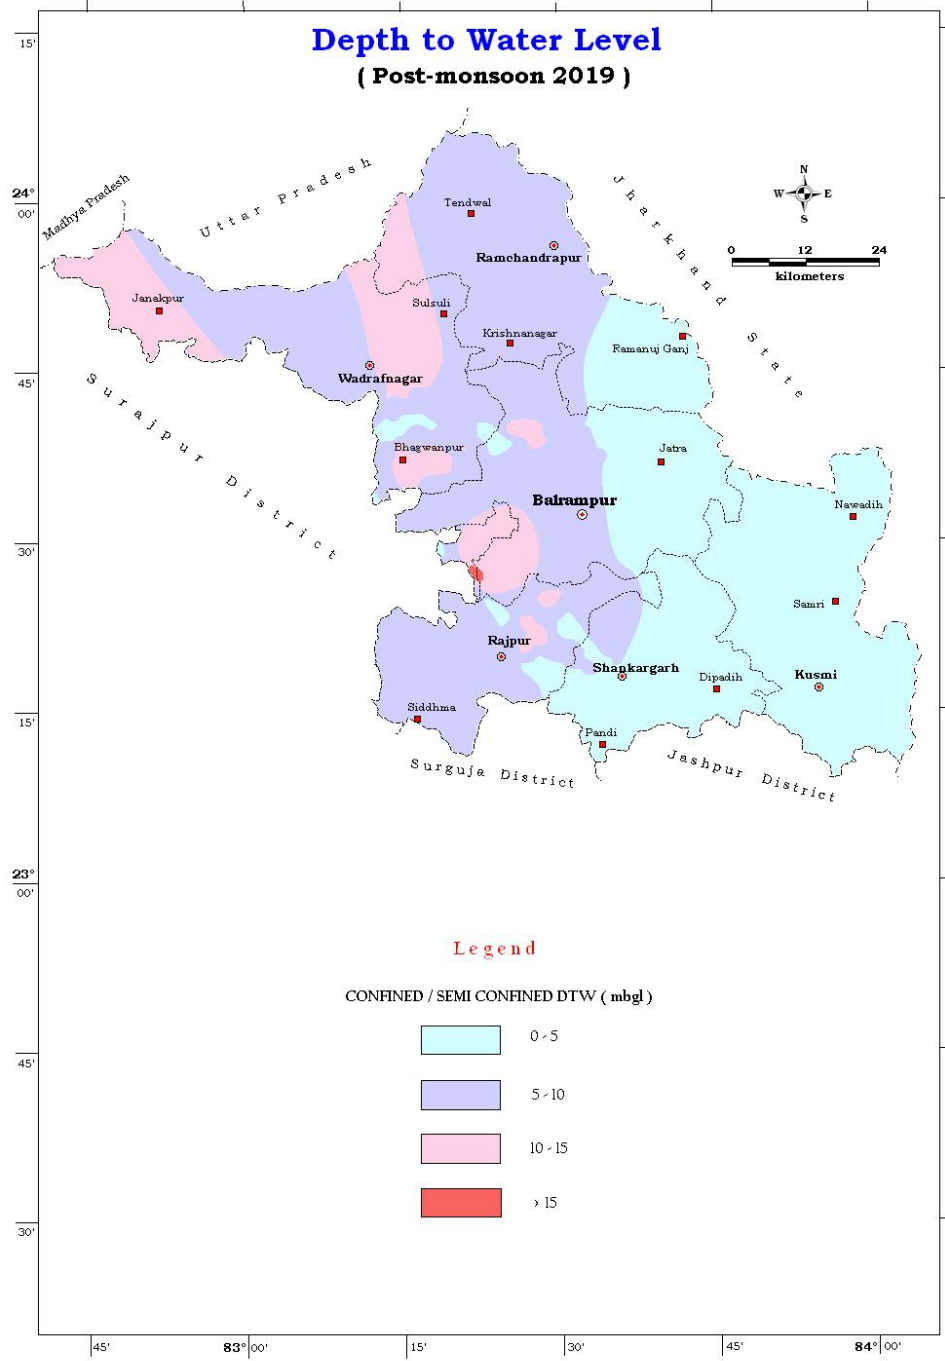 Depth to Water Level
( Post-monsoon 2019 )
15'
24°
00'
45'
30'
15'
23°
00'
45'
30'
Madhya Pradesh
Uttar Pradesh
Jharkhand State
Surajpur District
Surguja District
Jashpur District
N
W E
S
0 12 24
kilometers
Tendwal
Ramchandrapur
Janakpur
Sulsuli
Krishnanagar
Ramanuj Ganj
Wadrafnagar
Bhagwanpur
Jatra
Balrampur
Nawadih
Samri
Rajpur
Shankargarh
Dipadih
Kusmi
Siddhma
Pandi
Legend
CONFINED / SEMI CONFINED DTW ( mbgl )
0 - 5
5 - 10
10 - 15
> 15
45' 83° 00' 15' 30' 45' 84° 00'